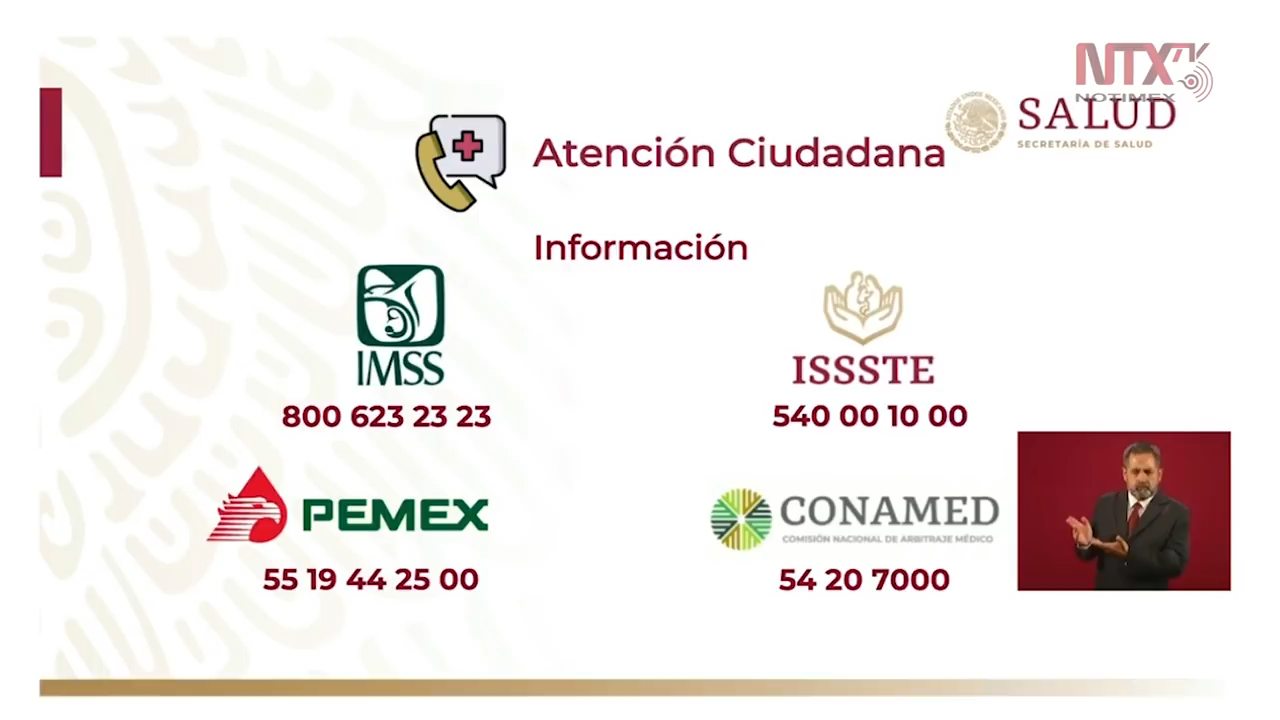 NTX
NOTIMEX
SALUD
SECRETARÍA DE SALUD
Atención Ciudadana
Información
IMSS
800 623 23 23
ISSSTE
540 00 10 00
PEMEX
55 19 44 25 00
CONAMED
COMISIÓN NACIONAL DE ARBITRAJE MÉDICO
54 20 7000